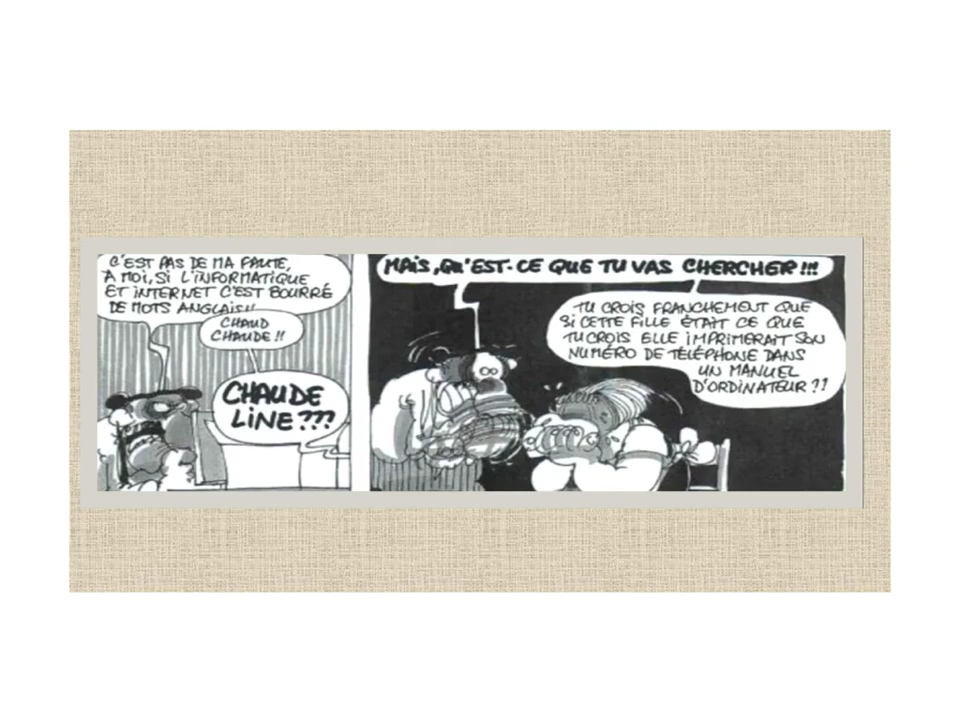 C'EST PAS DE MA FAUTE,
À MOI, SI L'INFORMATIQUE
ET INTERNET C'EST BOURRÉ
DE MOTS ANGLAIS!!
CHAUD
CHAUDE!!
CHAUDE
LINE???
MAIS, QU'EST-CE QUE TU VAS CHERCHER!!!
TU CROIS FRANCHEMENT QUE
SI CETTE FILLE ÉTAIT CE QUE
TU CROIS ELLE IMPRIMERAIT SON
NUMÉRO DE TÉLÉPHONE DANS
UN MANUEL
D'ORDINATEUR??